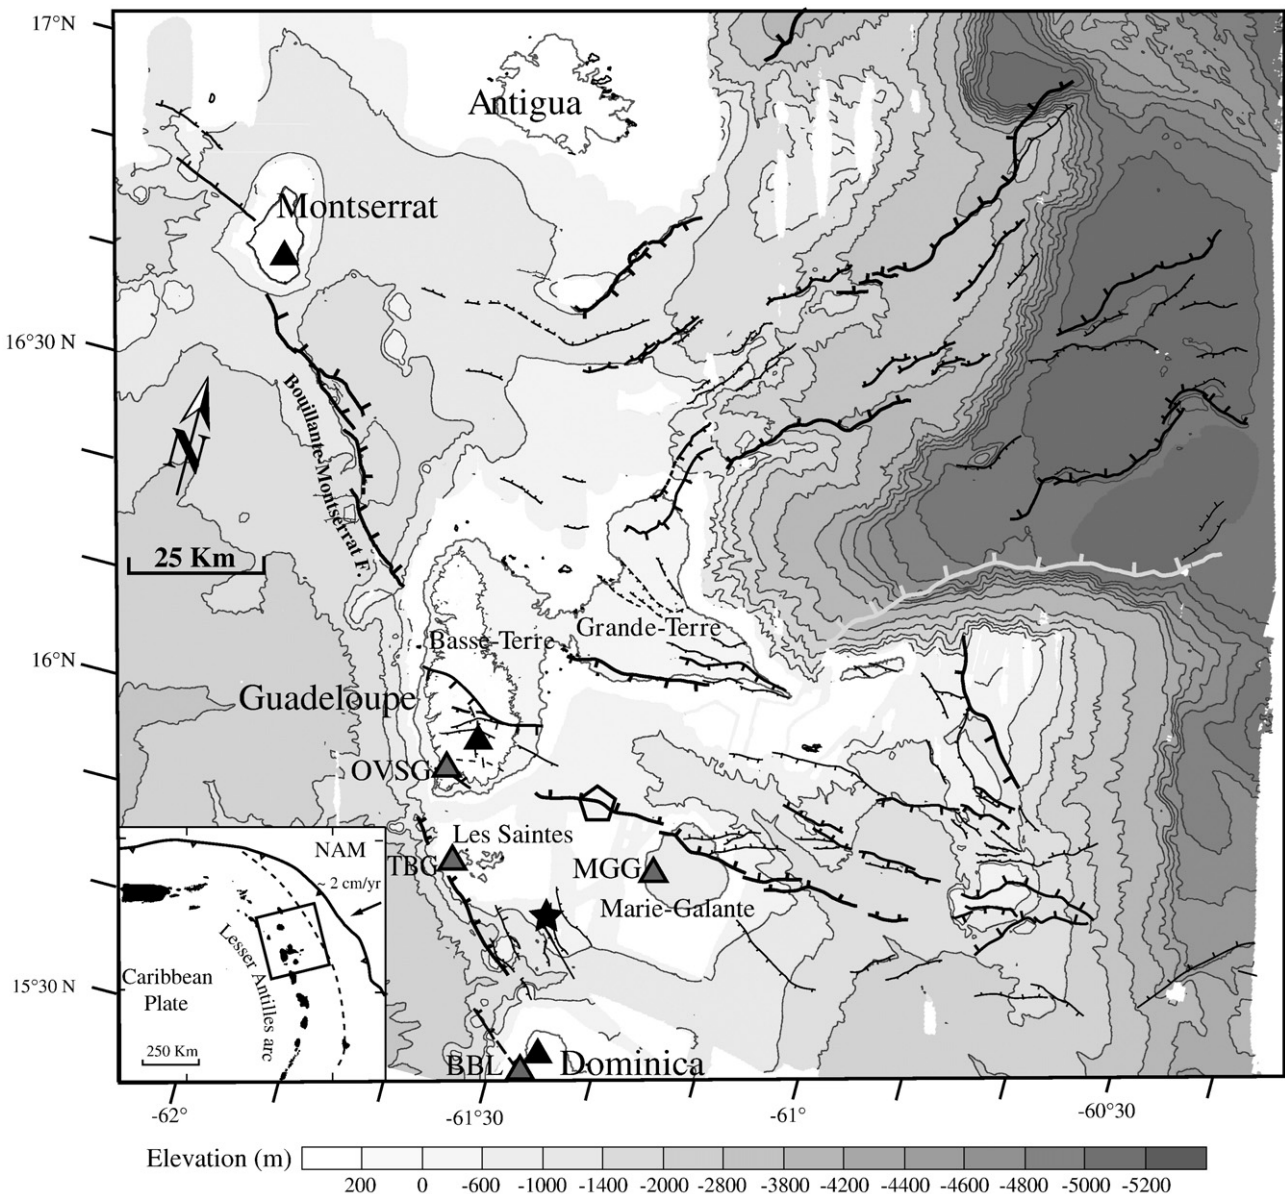 17°N
Antigua
Montserrat
16°30 N
N
Bouillante-Montserrat F.
25 Km
Basse-Terre
Grande-Terre
16°N
Guadeloupe
OVSG
Les Saintes
TBG
MGG
Marie-Galante
NAM
~ 2 cm/yr
Lesser Antilles arc
Caribbean
Plate
250 Km
15°30 N
BBL
Dominica
-62°
-61°30
-61°
-60°30
Elevation (m)
200 0 -600 -1000 -1400 -2000 -2800 -3800 -4200 -4400 -4600 -4800 -5000 -5200